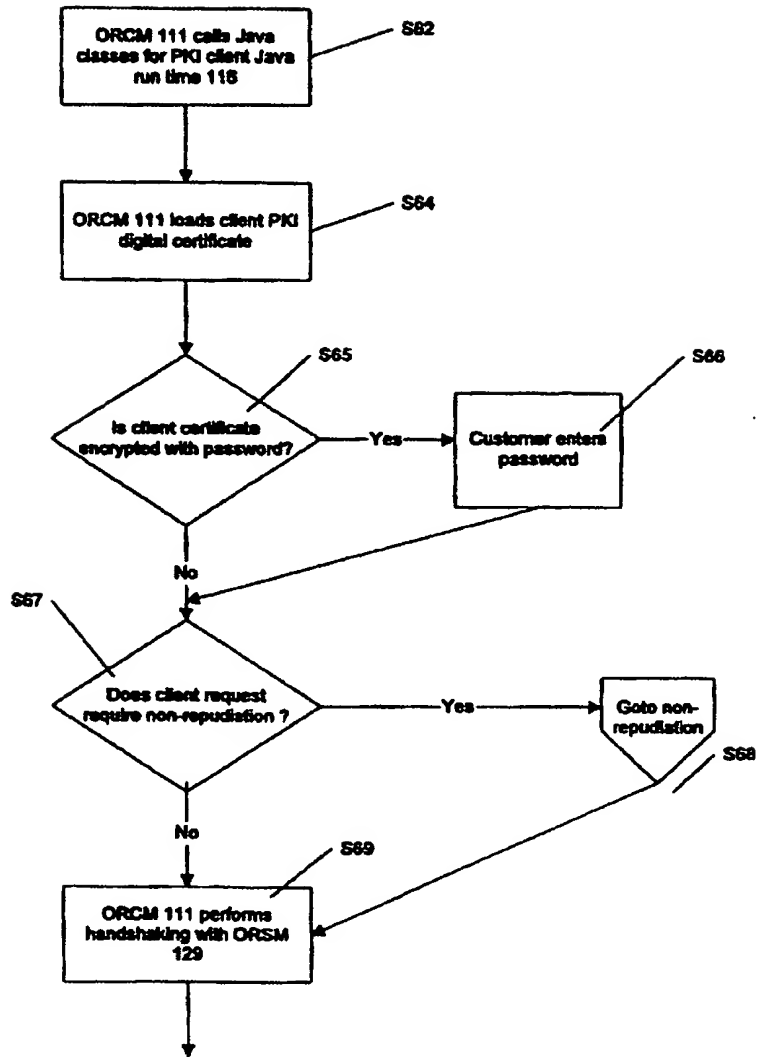 ORCM 111 calls Java
classes for PKI client Java
run time 116
S62
ORCM 111 loads client PKI
digital certificate
S64
S65
Is client certificate
encrypted with password?
Yes
S66
Customer enters
password
No
S67
Does client request
require non-repudiation ?
Yes
Goto non-
repudiation
S68
No
S69
ORCM 111 performs
handshaking with ORSM
129